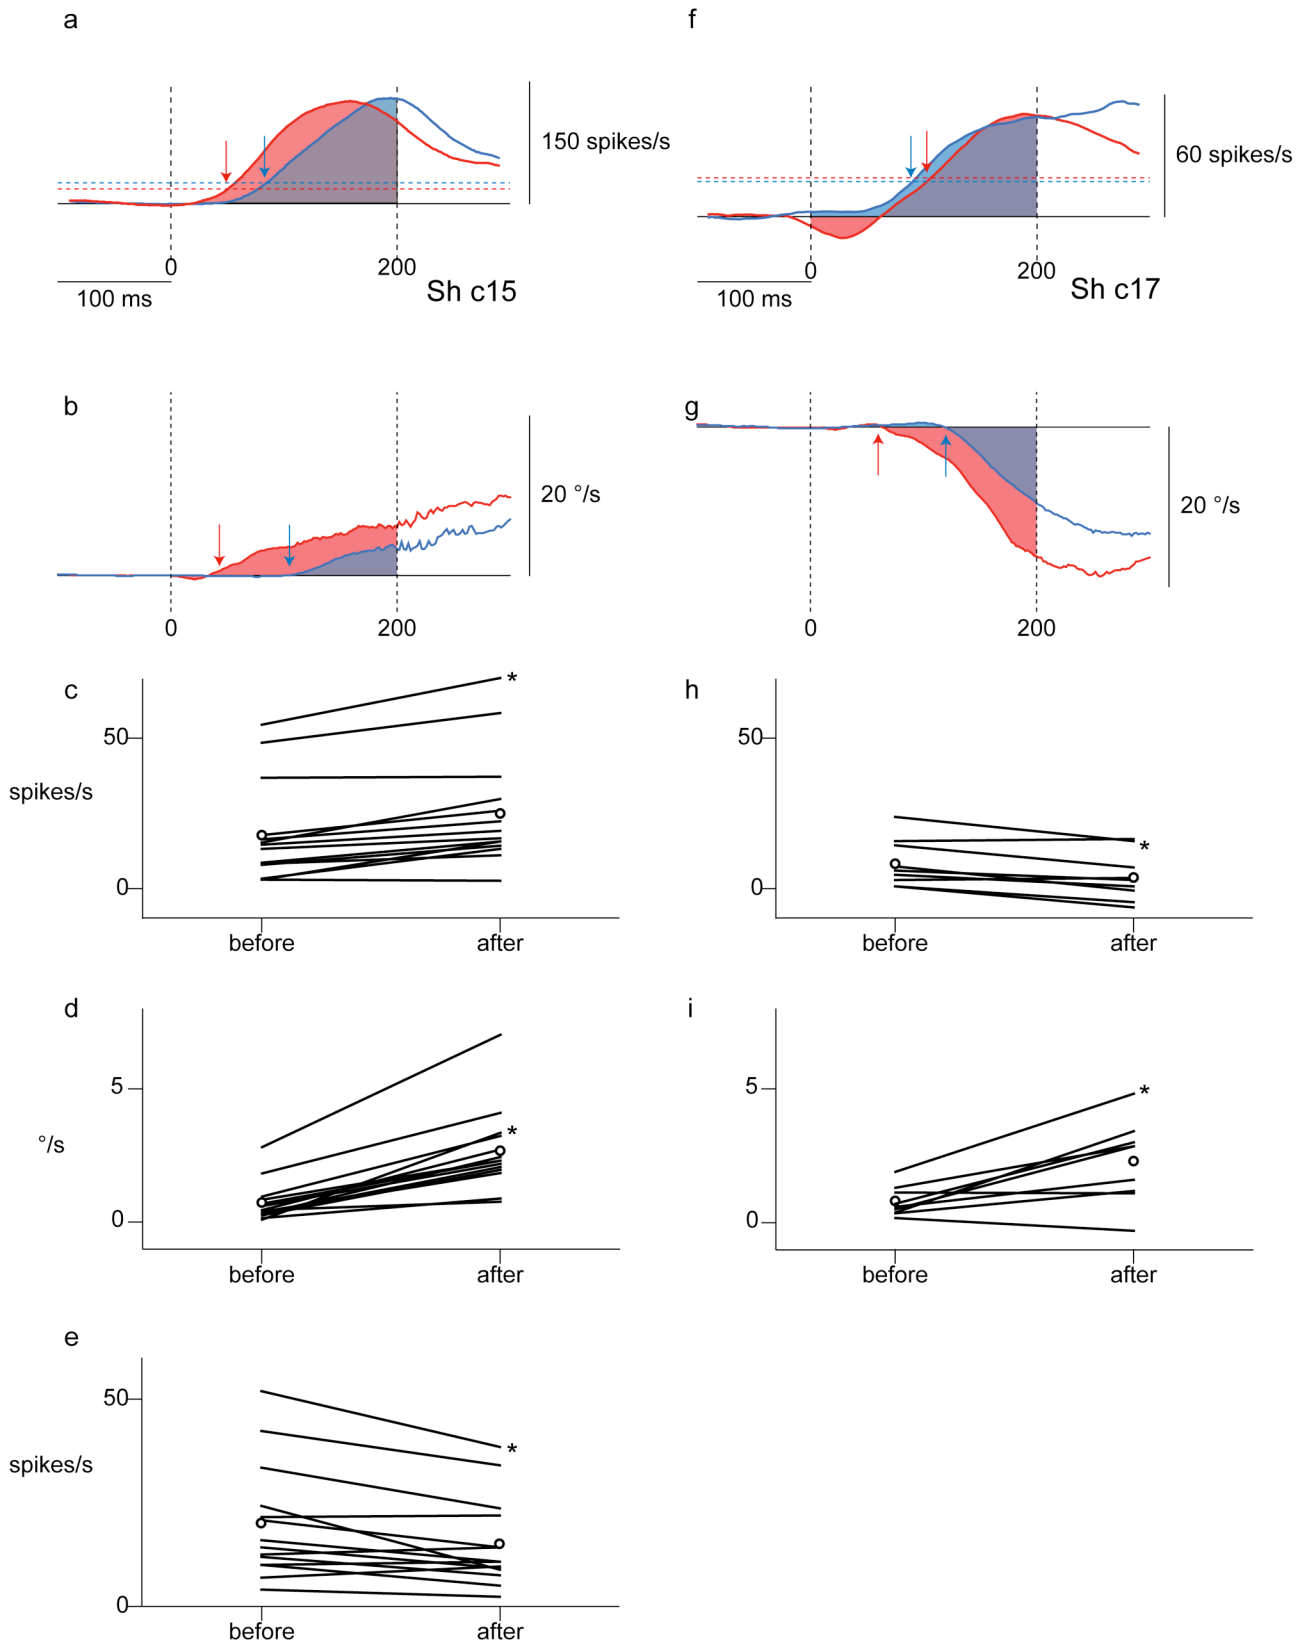 a
150 spikes/s
0
200
100 ms
Sh c15
b
20 °/s
0
200
c
50
spikes/s
0
*
before
after
d
5
°/s
0
*
before
after
e
50
spikes/s
0
*
before
after
f
60 spikes/s
0
200
100 ms
Sh c17
g
20 °/s
0
200
h
50
0
*
before
after
i
5
0
*
before
after